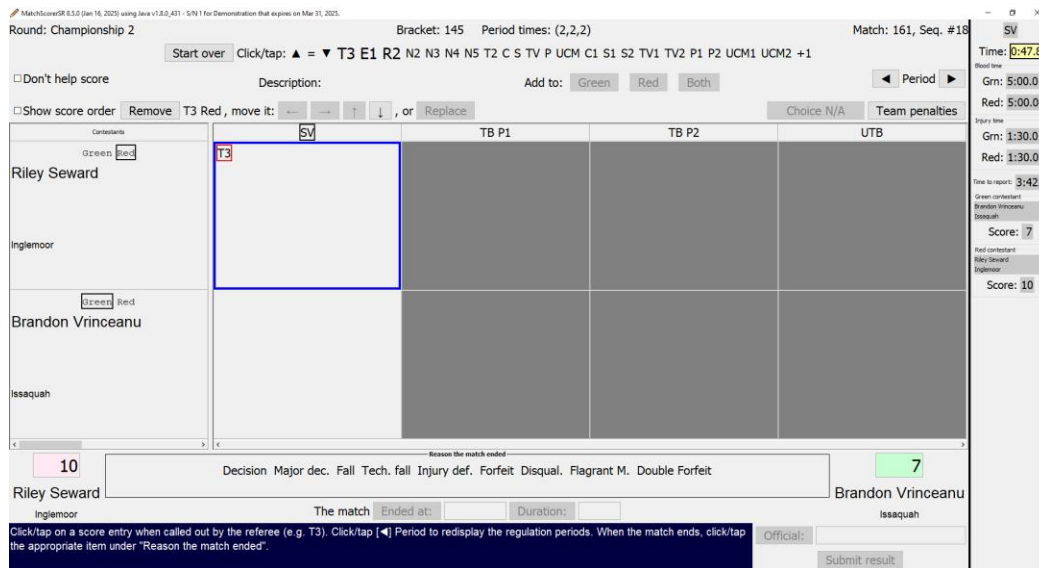 MatchScorerSR 8.5.0 (Jan 16, 2025) using Java v1.8.0_431 - S/N 1 for Demonstration that expires on Mar 31, 2025.
Round: Championship 2 Bracket: 145 Period times: (2,2,2) Match: 161, Seq. #18
Start over Click/tap: ▲ = ▼ T3 E1 R2 N2 N3 N4 N5 T2 C S TV P UCM C1 S1 S2 TV1 TV2 P1 P2 UCM1 UCM2 +1
Don't help score Description: Add to: Green Red Both ◀ Period ▶
Show score order Remove T3 Red , move it: ← → ↑ ↓ , or Replace Choice N/A Team penalties
Contestants SV TB P1 TB P2 UTB
Green Red T3
Riley Seward
Inglemoor
Green Red
Brandon Vrinceanu
Issaquah
SV
Time: 0:47.8
Blood time
Grn: 5:00.0
Red: 5:00.0
Injury time
Grn: 1:30.0
Red: 1:30.0
Time to report: 3:42
Green contestant
Brandon Vrinceanu
Issaquah
Score: 7
Red contestant
Riley Seward
Inglemoor
Score: 10
Reason the match ended
10 Decision Major dec. Fall Tech. fall Injury def. Forfeit Disqual. Flagrant M. Double Forfeit 7
Riley Seward Brandon Vrinceanu
Inglemoor The match Ended at: Duration: Issaquah
Click/tap on a score entry when called out by the referee (e.g. T3). Click/tap [◀] Period to redisplay the regulation periods. When the match ends, click/tap
the appropriate item under "Reason the match ended".
Official:
Submit result